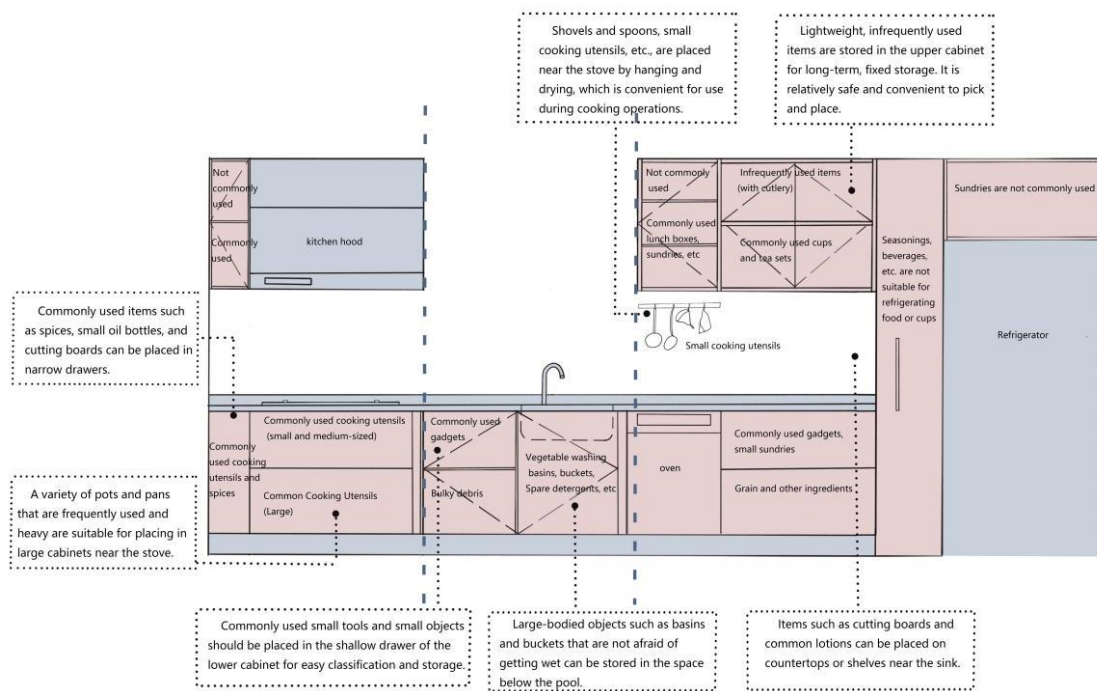 Shovels and spoons, small
cooking utensils, etc., are placed
near the stove by hanging and
drying, which is convenient for use
during cooking operations.
Lightweight, infrequently used
items are stored in the upper cabinet
for long-term, fixed storage. It is
relatively safe and convenient to pick
and place.
Not
commonly
used
Commonly
used
kitchen hood
Not commonly
used
Commonly used
lunch boxes,
sundries, etc
Infrequently used items
(with cutlery)
Commonly used cups
and tea sets
Seasonings,
beverages,
etc. are not
suitable for
refrigerating
food or cups
Sundries are not commonly used
Refrigerator
Small cooking utensils
Commonly used items such
as spices, small oil bottles, and
cutting boards can be placed in
narrow drawers.
Commonly
used cooking
utensils and
spices
Commonly used cooking utensils
(small and medium-sized)
Common Cooking Utensils
(Large)
Commonly used
gadgets
Bulky debris
Vegetable washing
basins, buckets,
Spare detergents, etc
oven
Commonly used gadgets,
small sundries
Grain and other ingredients
A variety of pots and pans
that are frequently used and
heavy are suitable for placing in
large cabinets near the stove.
Commonly used small tools and small objects
should be placed in the shallow drawer of the
lower cabinet for easy classification and storage.
Large-bodied objects such as basins
and buckets that are not afraid of
getting wet can be stored in the space
below the pool.
Items such as cutting boards and
common lotions can be placed on
countertops or shelves near the sink.